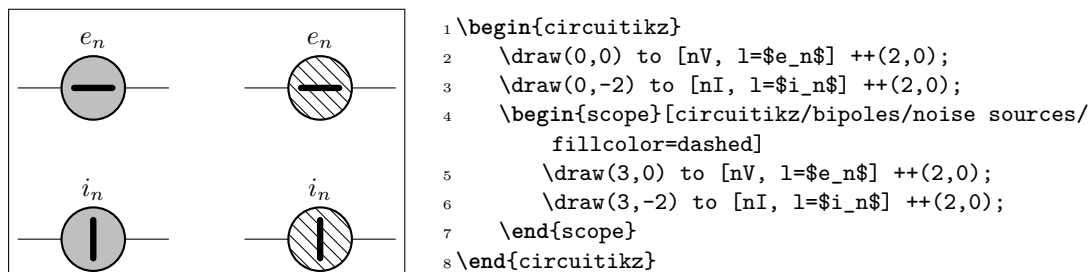 e_n e_n
i_n i_n
1 \begin{circuitikz}
2 \draw(0,0) to [nV, l=$e_n$] ++(2,0);
3 \draw(0,-2) to [nI, l=$i_n$] ++(2,0);
4 \begin{scope}[circuitikz/bipoles/noise sources/
fillcolor=dashed]
5 \draw(3,0) to [nV, l=$e_n$] ++(2,0);
6 \draw(3,-2) to [nI, l=$i_n$] ++(2,0);
7 \end{scope}
8 \end{circuitikz}